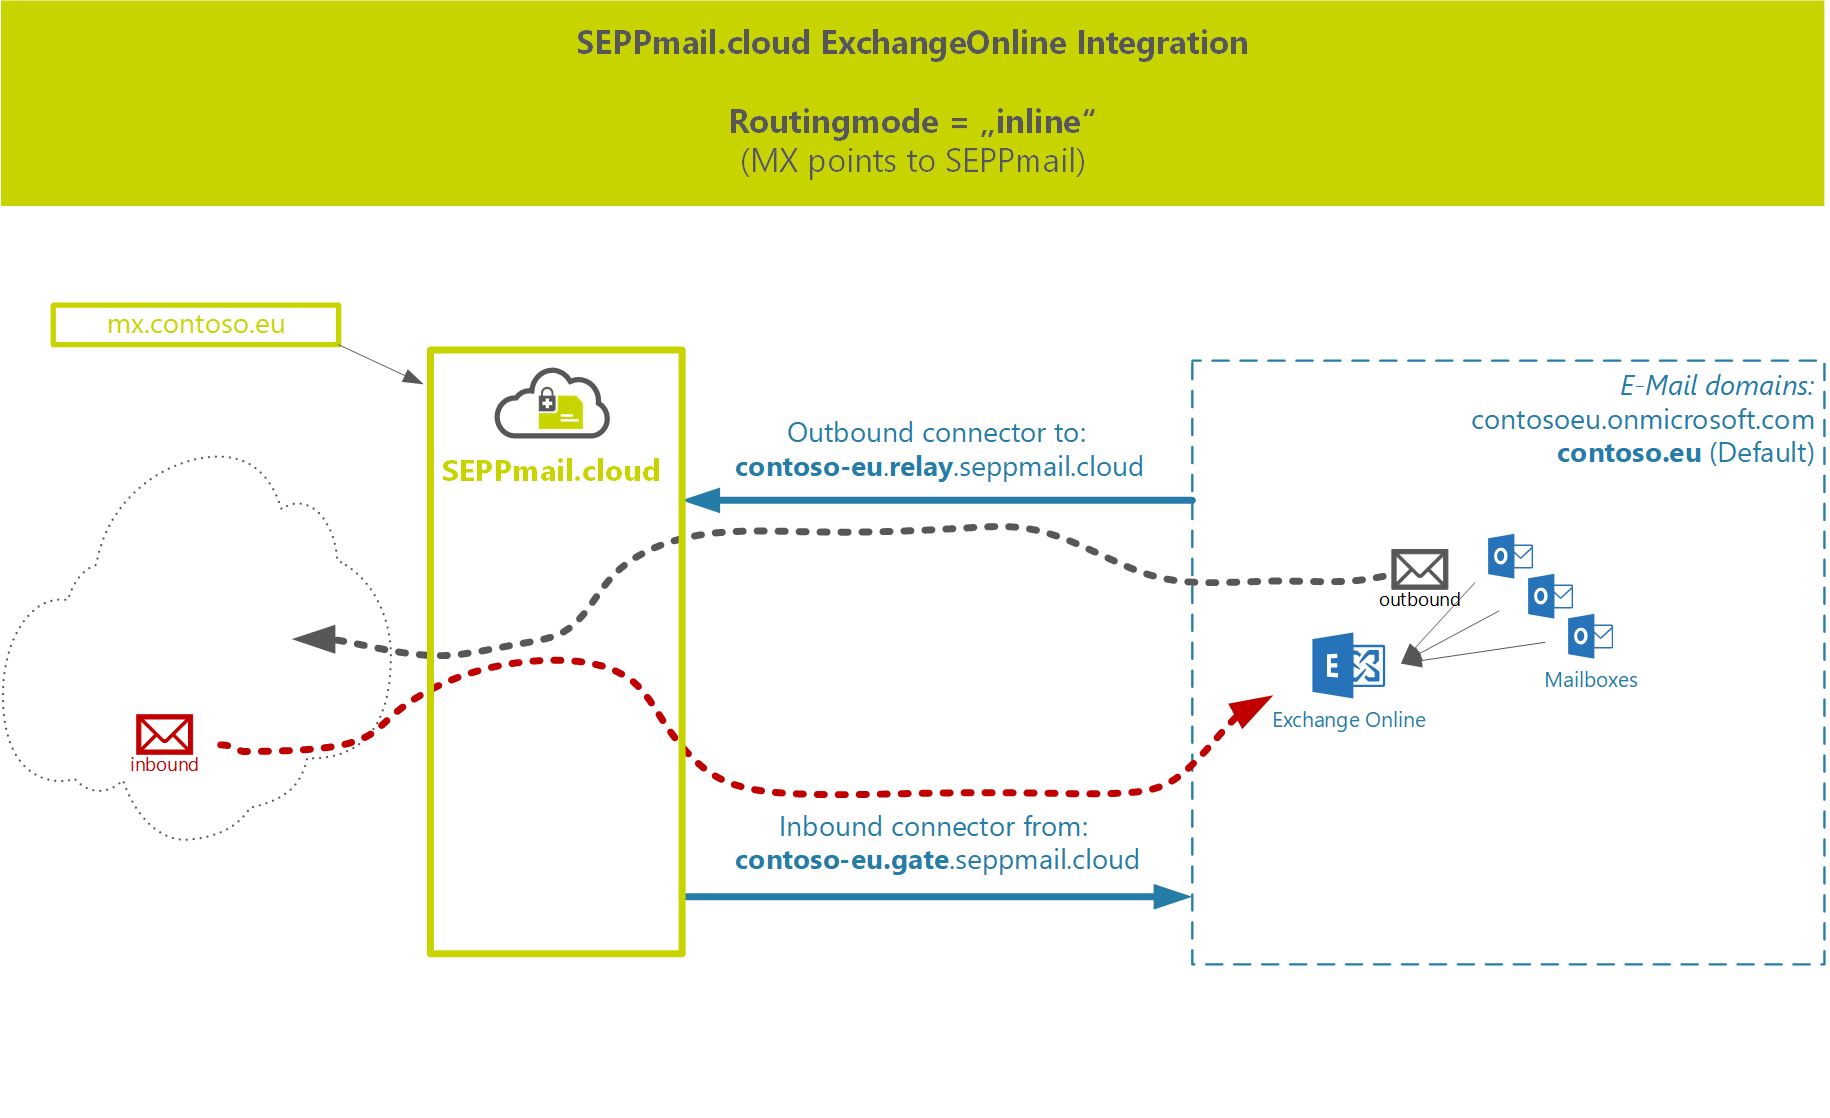 SEPPmail.cloud ExchangeOnline Integration
Routingmode = „inline“
(MX points to SEPPmail)
mx.contoso.eu
SEPPmail.cloud
Outbound connector to:
contoso-eu.relay.seppmail.cloud
E-Mail domains:
contosoeu.onmicrosoft.com
contoso.eu (Default)
outbound
Mailboxes
Exchange Online
inbound
Inbound connector from:
contoso-eu.gate.seppmail.cloud
O
O
O
E